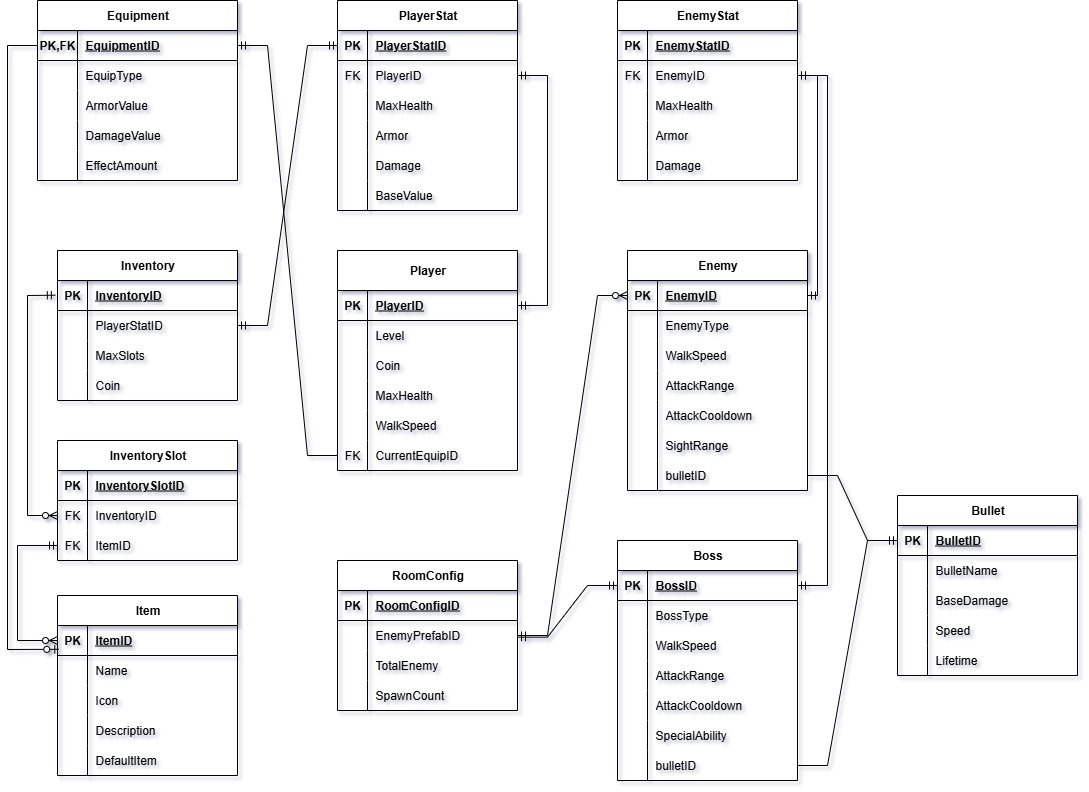 Equipment
PK,FK EquipmentID
EquipType
ArmorValue
DamageValue
EffectAmount
PlayerStat
PK PlayerStatID
FK PlayerID
MaxHealth
Armor
Damage
BaseValue
EnemyStat
PK EnemyStatID
FK EnemyID
MaxHealth
Armor
Damage
Inventory
PK InventoryID
PlayerStatID
MaxSlots
Coin
Player
PK PlayerID
Level
Coin
MaxHealth
WalkSpeed
FK CurrentEquipID
Enemy
PK EnemyID
EnemyType
WalkSpeed
AttackRange
AttackCooldown
SightRange
bulletID
InventorySlot
PK InventorySlotID
FK InventoryID
FK ItemID
Bullet
PK BulletID
BulletName
BaseDamage
Speed
Lifetime
Item
PK ItemID
Name
Icon
Description
DefaultItem
RoomConfig
PK RoomConfigID
EnemyPrefabID
TotalEnemy
SpawnCount
Boss
PK BossID
BossType
WalkSpeed
AttackRange
AttackCooldown
SpecialAbility
bulletID